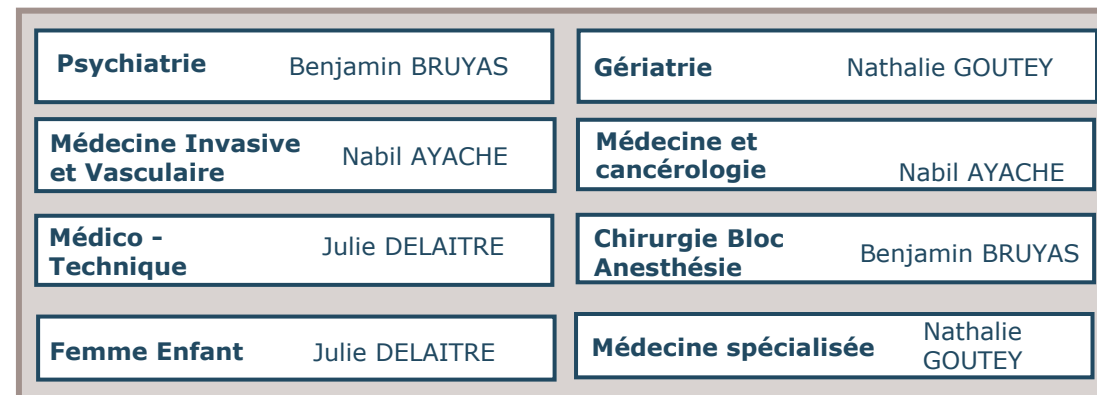 Psychiatrie Benjamin BRUYAS
Gériatrie Nathalie GOUTEY
Médecine Invasive
et Vasculaire
Nabil AYACHE
Médecine et
cancérologie
Nabil AYACHE
Médico -
Technique
Julie DELAITRE
Chirurgie Bloc
Anesthésie
Benjamin BRUYAS
Femme Enfant Julie DELAITRE
Médecine spécialisée
Nathalie
GOUTEY